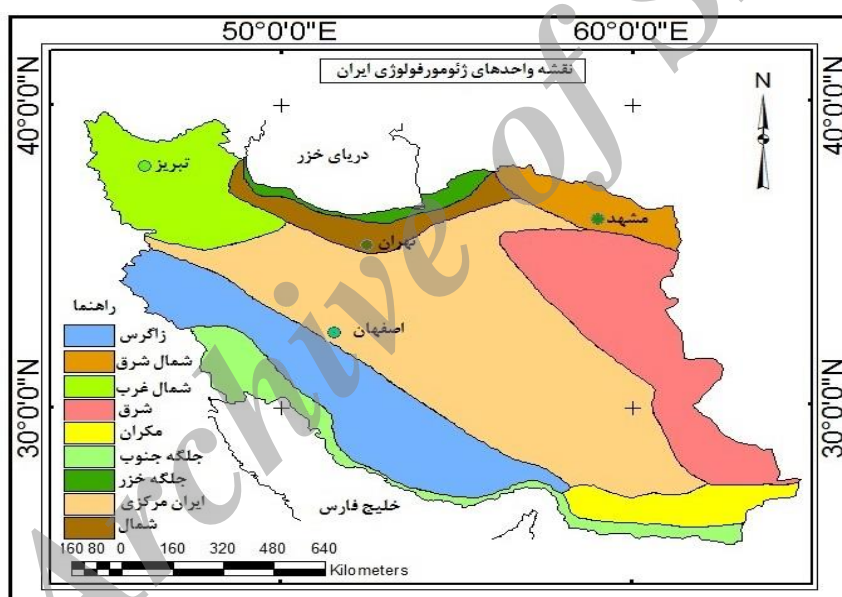 50°0'0"E 60°0'0"E
نقشه واحدهای ژئومورفولوژی ایران
N
40°0'0"N 40°0'0"N
دریای خزر
تبریز
مشهد
تهران
اصفهان
راهنما
زاگرس
شمال شرق
شمال غرب
شرق
مکران
جلگه جنوب
جلگه خزر
ایران مرکزی
شمال
30°0'0"N 30°0'0"N
خلیج فارس
160 80 0 160 320 480 640
Kilometers
Archive of S